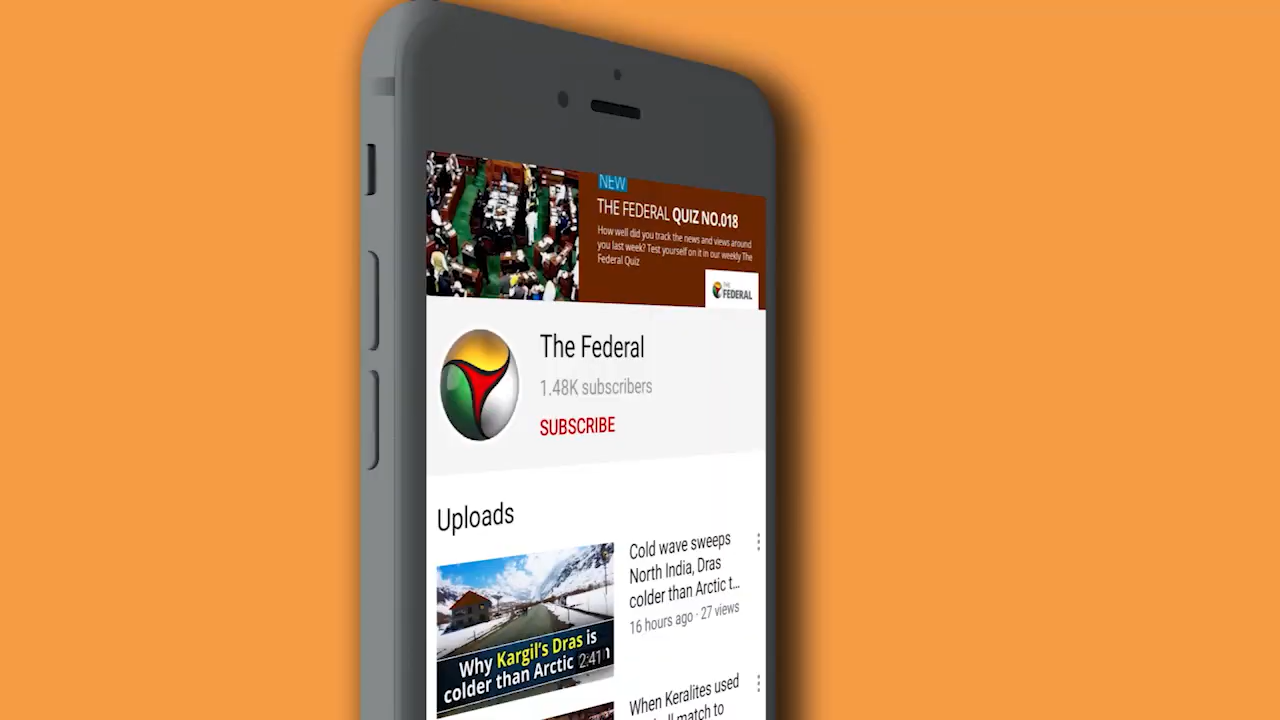 NEW
THE FEDERAL QUIZ NO.018
How well did you track the news and views around
you last week? Test yourself on it in our weekly The
Federal Quiz
THE
FEDERAL
The Federal
1.48K subscribers
SUBSCRIBE
Uploads
Cold wave sweeps
North India, Dras
colder than Arctic t...
16 hours ago · 27 views
Why Kargil's Dras is
colder than Arctic
2:41
When Keralites used
match to